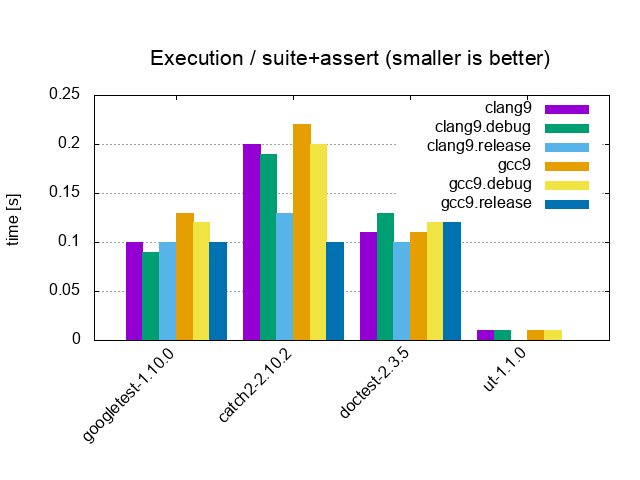 Execution / suite+assert (smaller is better)
0.25
0.2
0.15
0.1
0.05
0
time [s]
clang9
clang9.debug
clang9.release
gcc9
gcc9.debug
gcc9.release
googletest-1.10.0
catch2-2.10.2
doctest-2.3.5
ut-1.1.0